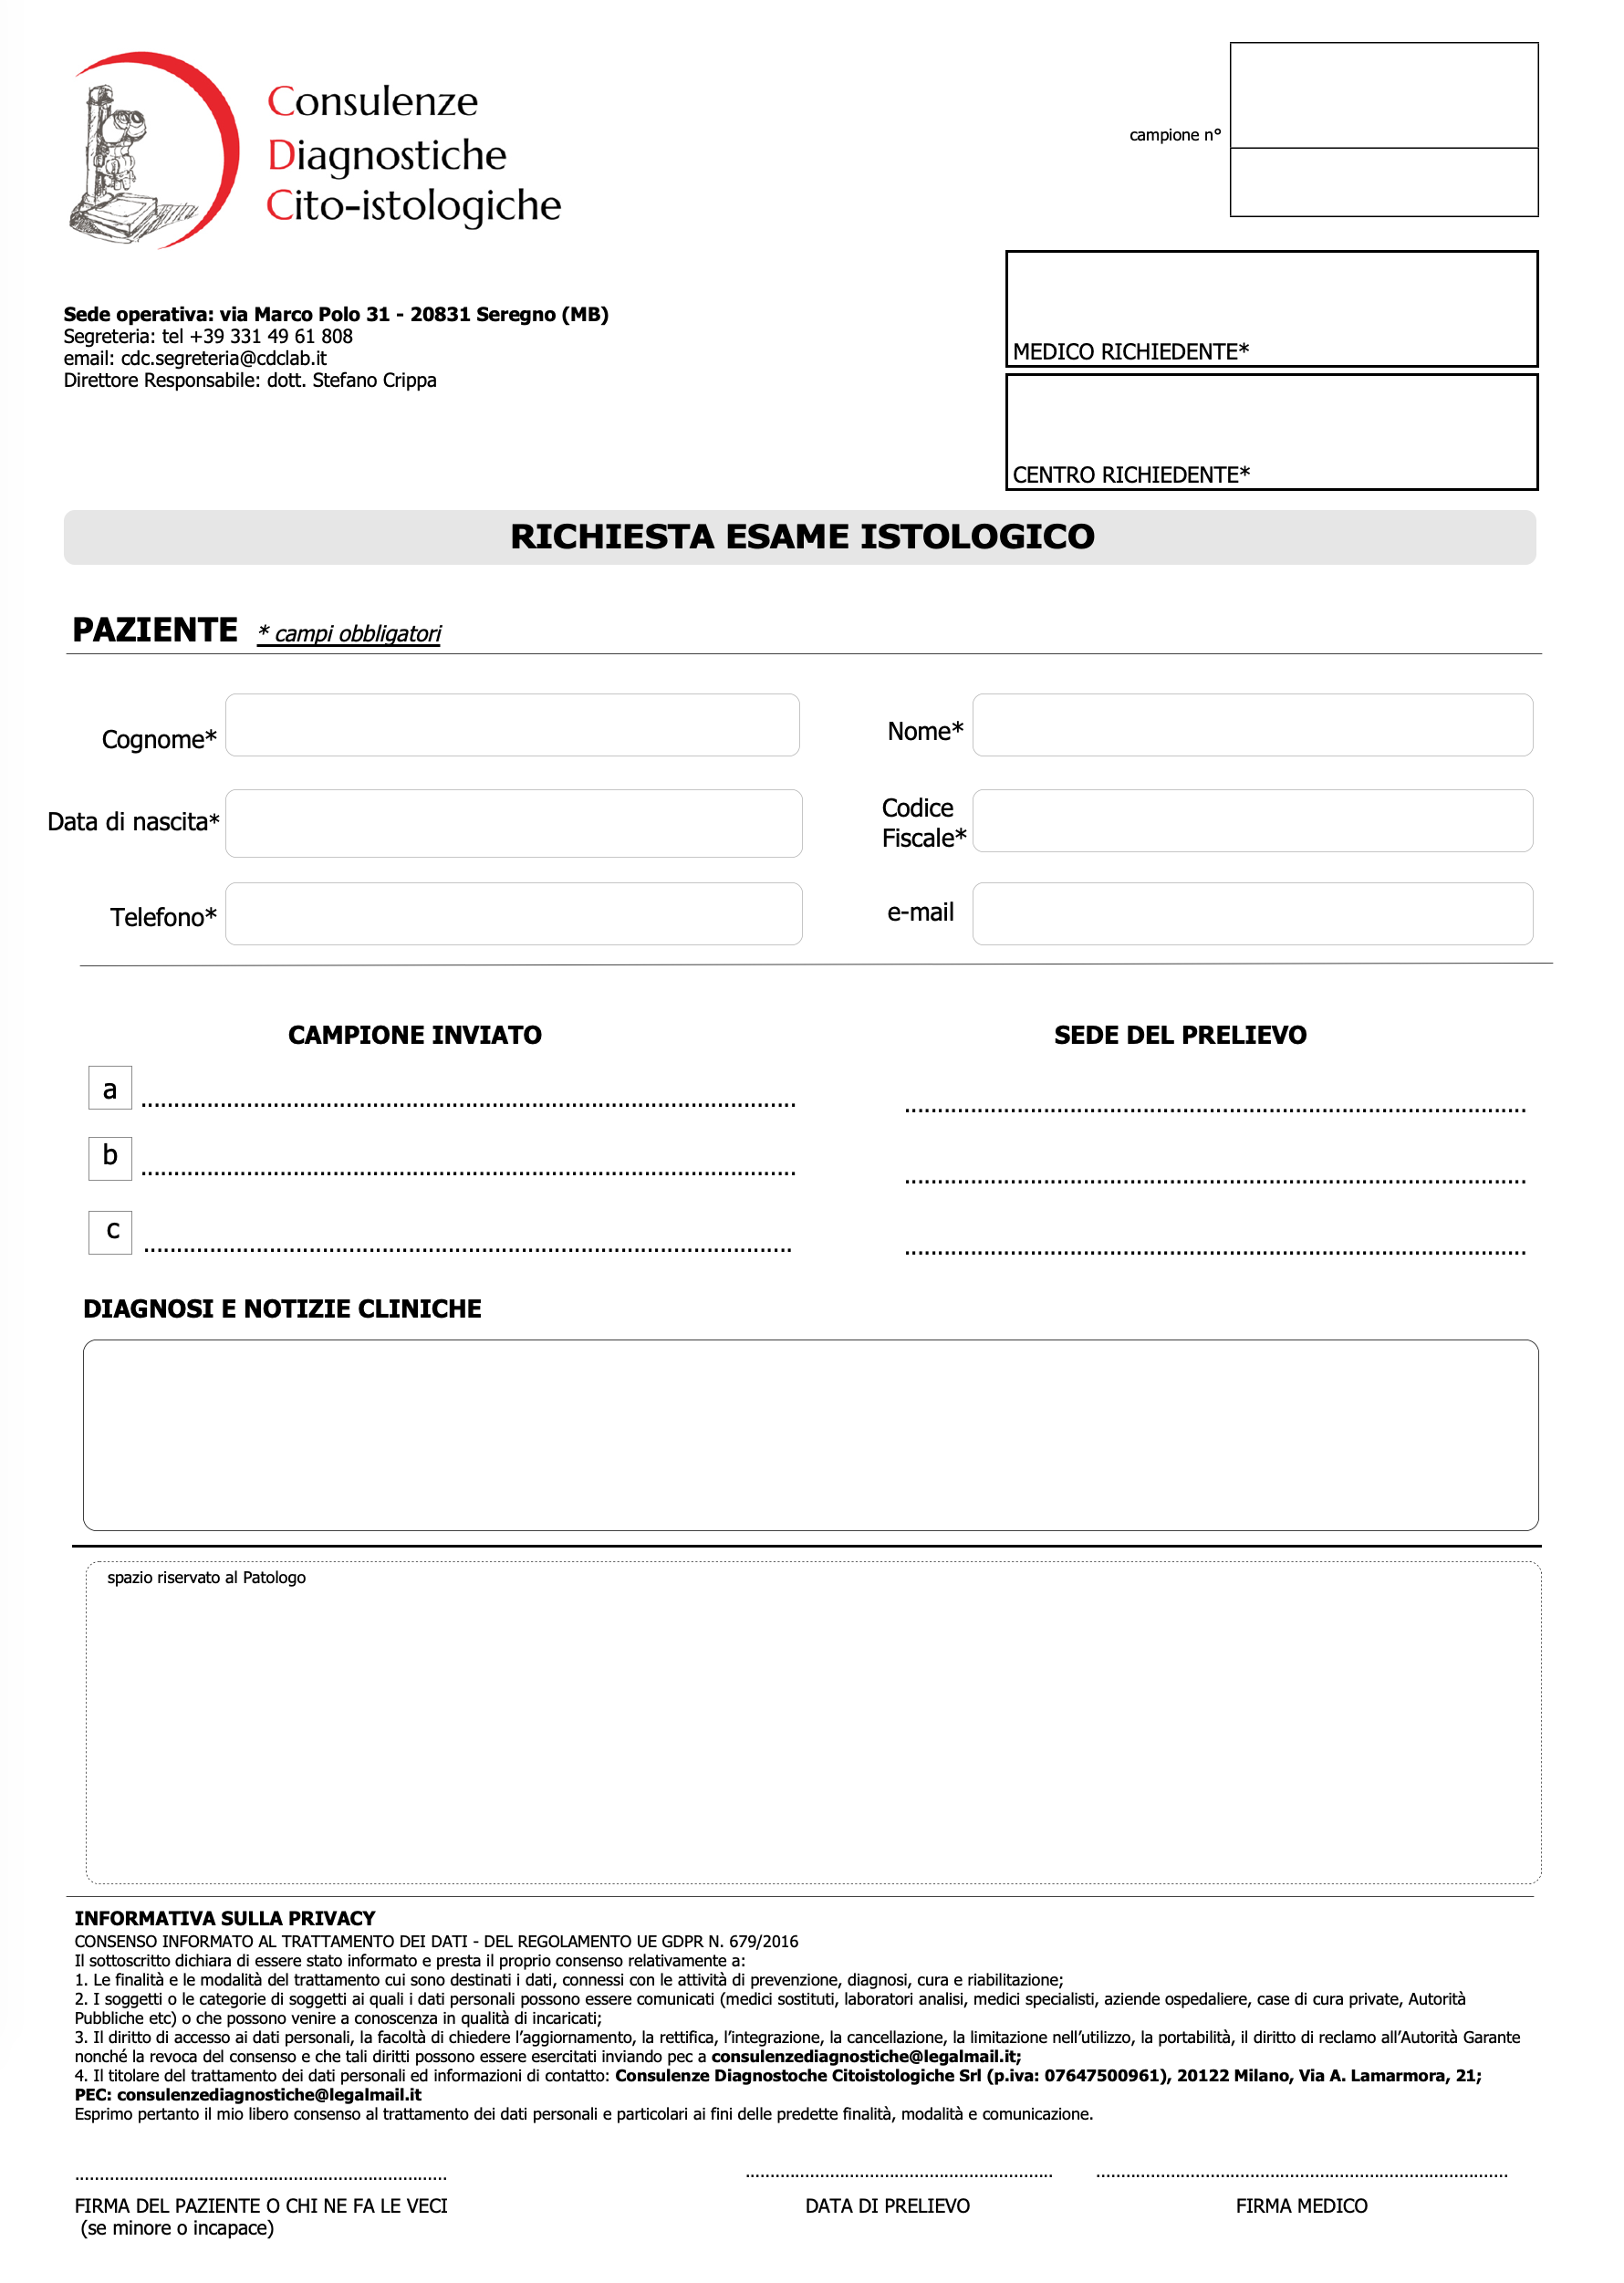 Consulenze
Diagnostiche
Cito-istologiche
campione n°
Sede operativa: via Marco Polo 31 - 20831 Seregno (MB)
Segreteria: tel +39 331 49 61 808
email: cdc.segreteria@cdclab.it
Direttore Responsabile: dott. Stefano Crippa
MEDICO RICHIEDENTE*
CENTRO RICHIEDENTE*
RICHIESTA ESAME ISTOLOGICO
PAZIENTE * campi obbligatori
Cognome*
Nome*
Data di nascita*
Codice
Fiscale*
Telefono*
e-mail
CAMPIONE INVIATO
SEDE DEL PRELIEVO
a
b
c
DIAGNOSI E NOTIZIE CLINICHE
spazio riservato al Patologo
INFORMATIVA SULLA PRIVACY
CONSENSO INFORMATO AL TRATTAMENTO DEI DATI - DEL REGOLAMENTO UE GDPR N. 679/2016
Il sottoscritto dichiara di essere stato informato e presta il proprio consenso relativamente a:
1. Le finalità e le modalità del trattamento cui sono destinati i dati, connessi con le attività di prevenzione, diagnosi, cura e riabilitazione;
2. I soggetti o le categorie di soggetti ai quali i dati personali possono essere comunicati (medici sostituti, laboratori analisi, medici specialisti, aziende ospedaliere, case di cura private, Autorità
Pubbliche etc) o che possono venire a conoscenza in qualità di incaricati;
3. Il diritto di accesso ai dati personali, la facoltà di chiedere l’aggiornamento, la rettifica, l’integrazione, la cancellazione, la limitazione nell’utilizzo, la portabilità, il diritto di reclamo all’Autorità Garante
nonché la revoca del consenso e che tali diritti possono essere esercitati inviando pec a consulenzediagnostiche@legalmail.it;
4. Il titolare del trattamento dei dati personali ed informazioni di contatto: Consulenze Diagnostoche Citoistologiche Srl (p.iva: 07647500961), 20122 Milano, Via A. Lamarmora, 21;
PEC: consulenzediagnostiche@legalmail.it
Esprimo pertanto il mio libero consenso al trattamento dei dati personali e particolari ai fini delle predette finalità, modalità e comunicazione.
FIRMA DEL PAZIENTE O CHI NE FA LE VECI
(se minore o incapace)
DATA DI PRELIEVO
FIRMA MEDICO